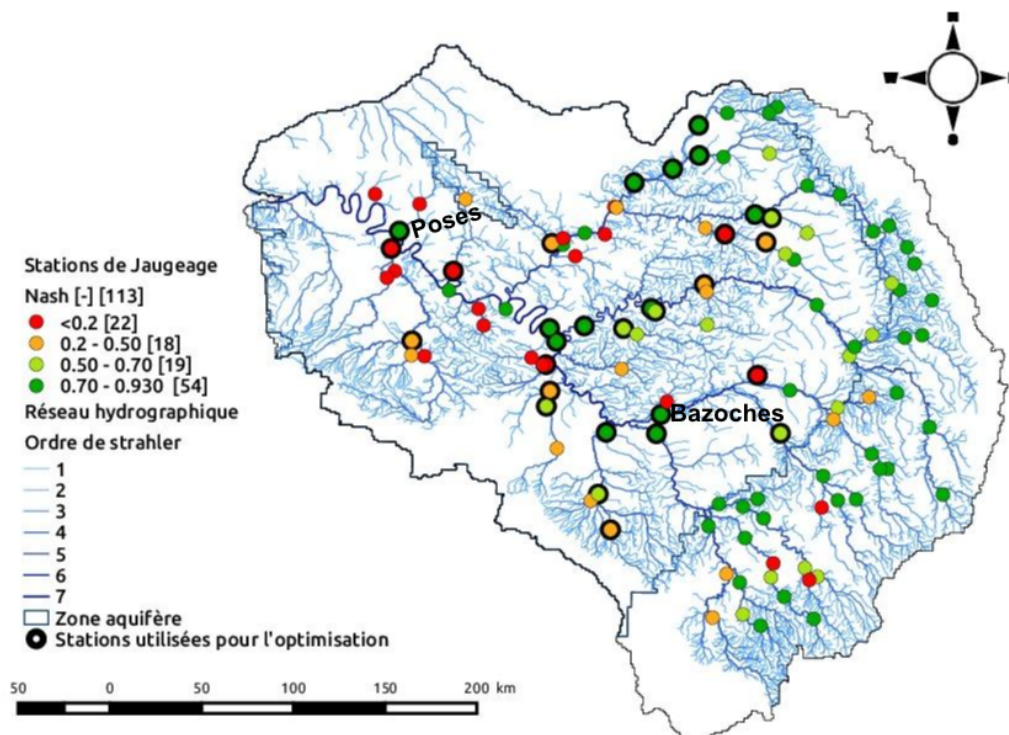 Poses
Bazoches
Stations de Jaugeage
Nash [-] [113]
<0.2 [22]
0.2 - 0.50 [18]
0.50 - 0.70 [19]
0.70 - 0.930 [54]
Réseau hydrographique
Ordre de strahler
1
2
3
4
5
6
7
Zone aquifère
Stations utilisées pour l'optimisation
50 0 50 100 150 200 km